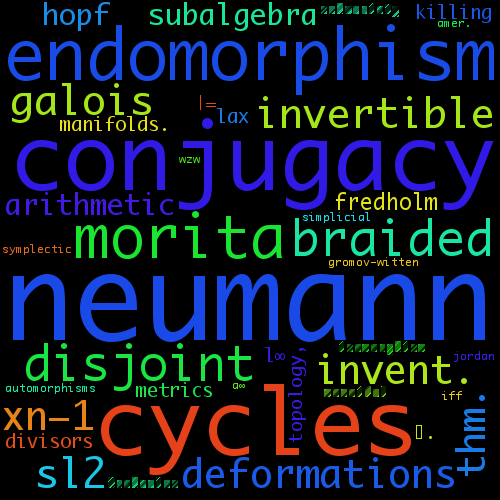 hopf subalgebra killing
amer.
endomorphism
galois != lax invertible
manifolds.
conjugacy
wzw
arithmetic fredholm
simplicial
morita braided
symplectic gromov-witten
neumann
disjoint l∞ topology, jordan
automorphisms metrics a∞ invent.
iff
xn−1 cycles thm.
divisors
sl2 deformations